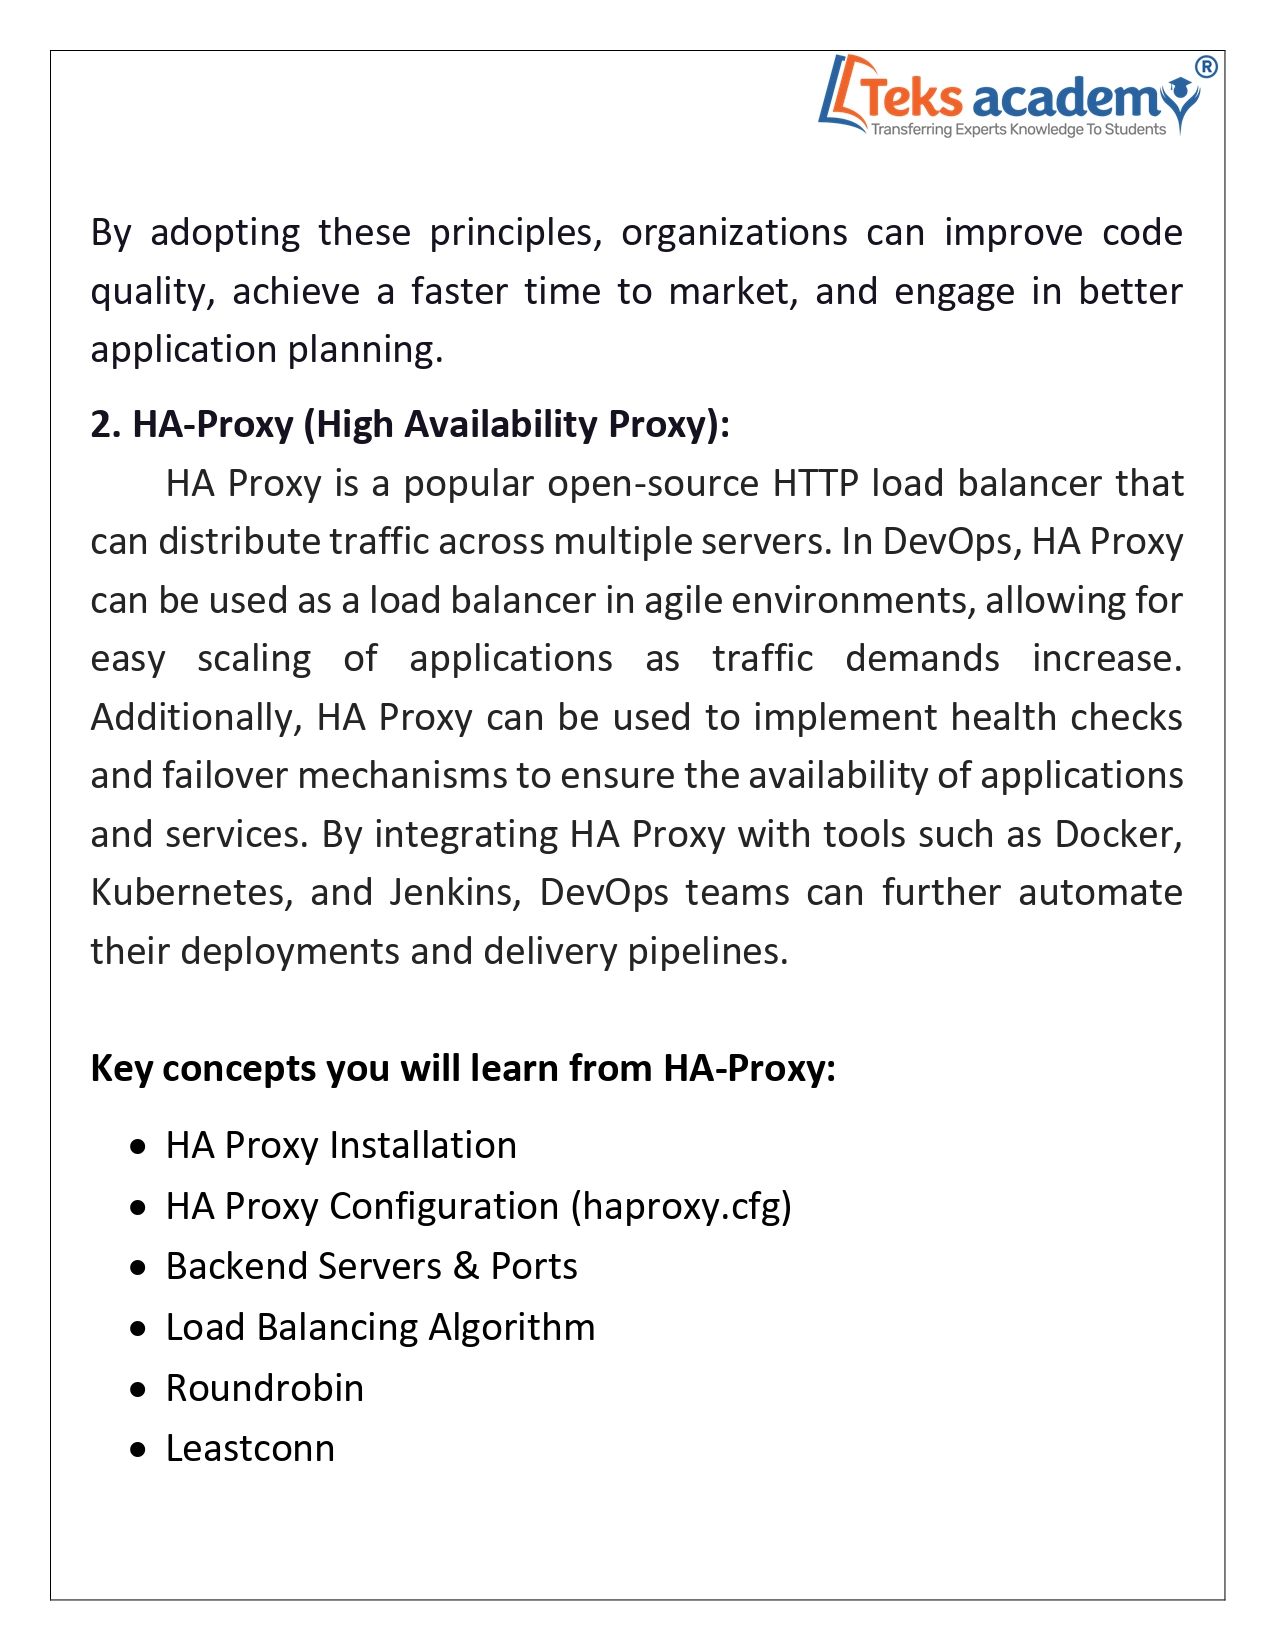 Teks academy ®
Transferring Experts Knowledge To Students
By adopting these principles, organizations can improve code
quality, achieve a faster time to market, and engage in better
application planning.
2. HA-Proxy (High Availability Proxy):
HA Proxy is a popular open-source HTTP load balancer that
can distribute traffic across multiple servers. In DevOps, HA Proxy
can be used as a load balancer in agile environments, allowing for
easy scaling of applications as traffic demands increase.
Additionally, HA Proxy can be used to implement health checks
and failover mechanisms to ensure the availability of applications
and services. By integrating HA Proxy with tools such as Docker,
Kubernetes, and Jenkins, DevOps teams can further automate
their deployments and delivery pipelines.
Key concepts you will learn from HA-Proxy:
• HA Proxy Installation
• HA Proxy Configuration (haproxy.cfg)
• Backend Servers & Ports
• Load Balancing Algorithm
• Roundrobin
• Leastconn